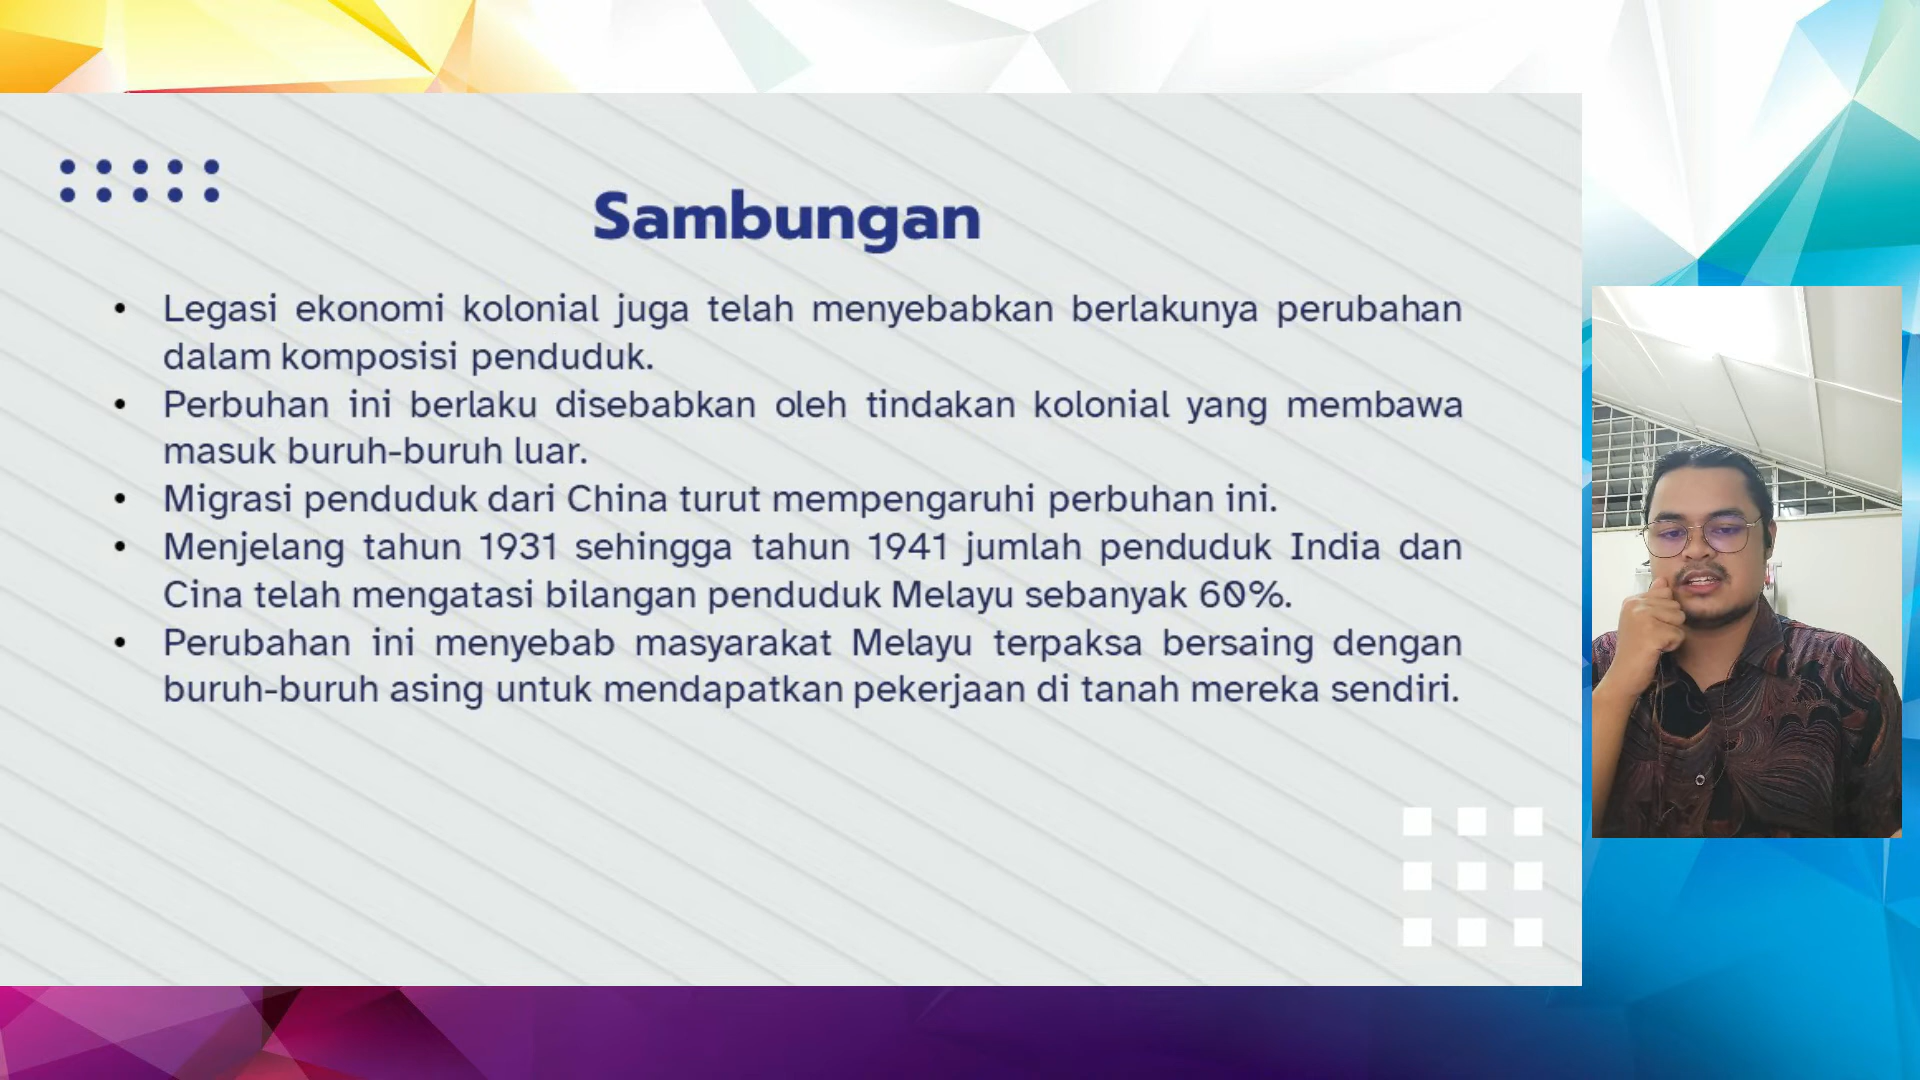 Sambungan
• Legasi ekonomi kolonial juga telah menyebabkan berlakunya perubahan
dalam komposisi penduduk.
• Perbuhan ini berlaku disebabkan oleh tindakan kolonial yang membawa
masuk buruh-buruh luar.
• Migrasi penduduk dari China turut mempengaruhi perbuhan ini.
• Menjelang tahun 1931 sehingga tahun 1941 jumlah penduduk India dan
Cina telah mengatasi bilangan penduduk Melayu sebanyak 60%.
• Perubahan ini menyebab masyarakat Melayu terpaksa bersaing dengan
buruh-buruh asing untuk mendapatkan pekerjaan di tanah mereka sendiri.